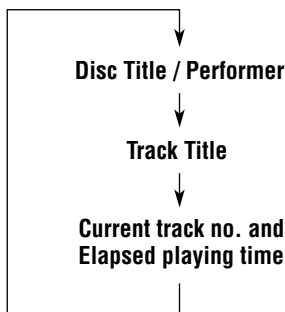 Disc Title / Performer
Track Title
Current track no. and
Elapsed playing time